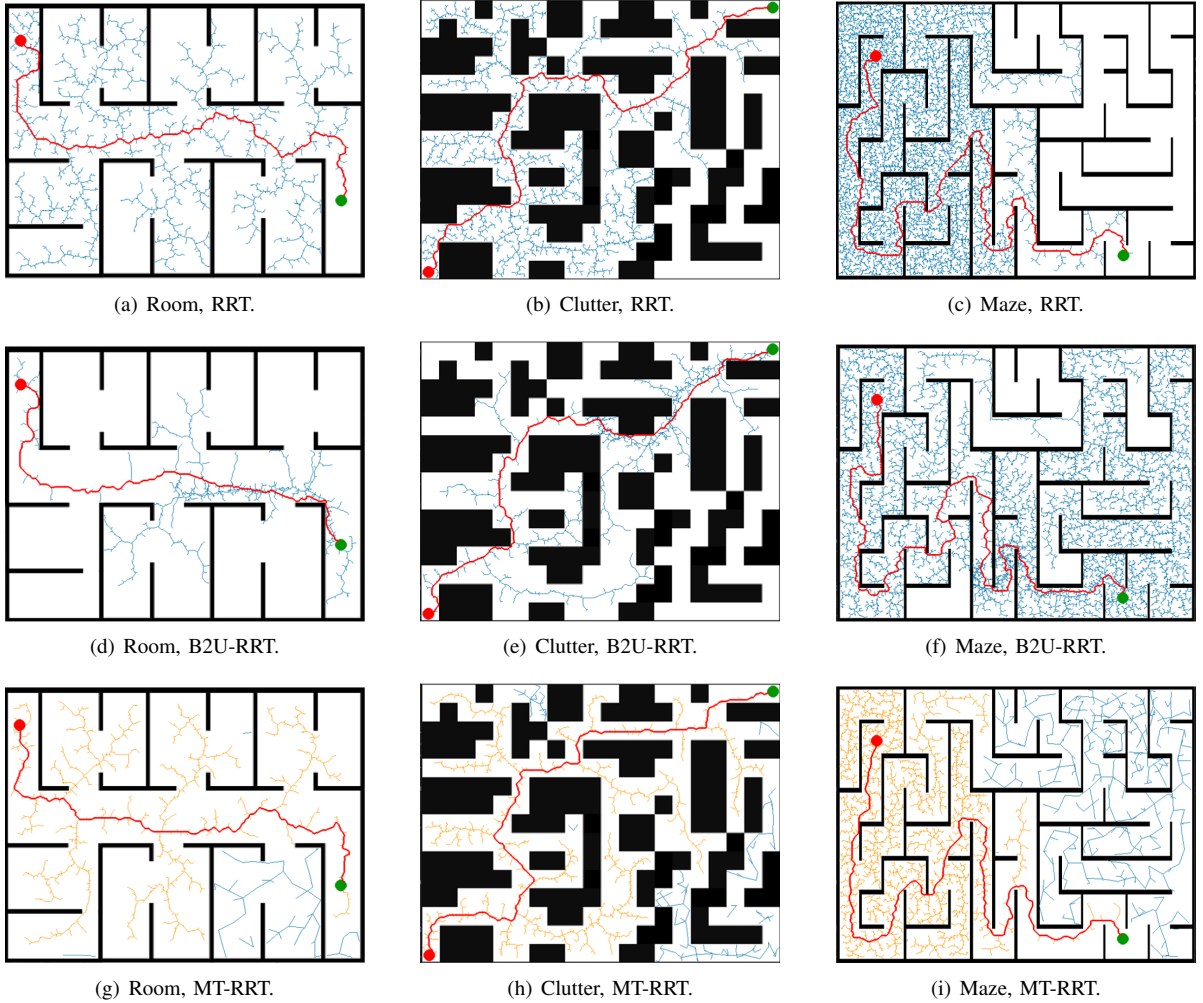 (a) Room, RRT.
(b) Clutter, RRT.
(c) Maze, RRT.
(d) Room, B2U-RRT.
(e) Clutter, B2U-RRT.
(f) Maze, B2U-RRT.
(g) Room, MT-RRT.
(h) Clutter, MT-RRT.
(i) Maze, MT-RRT.